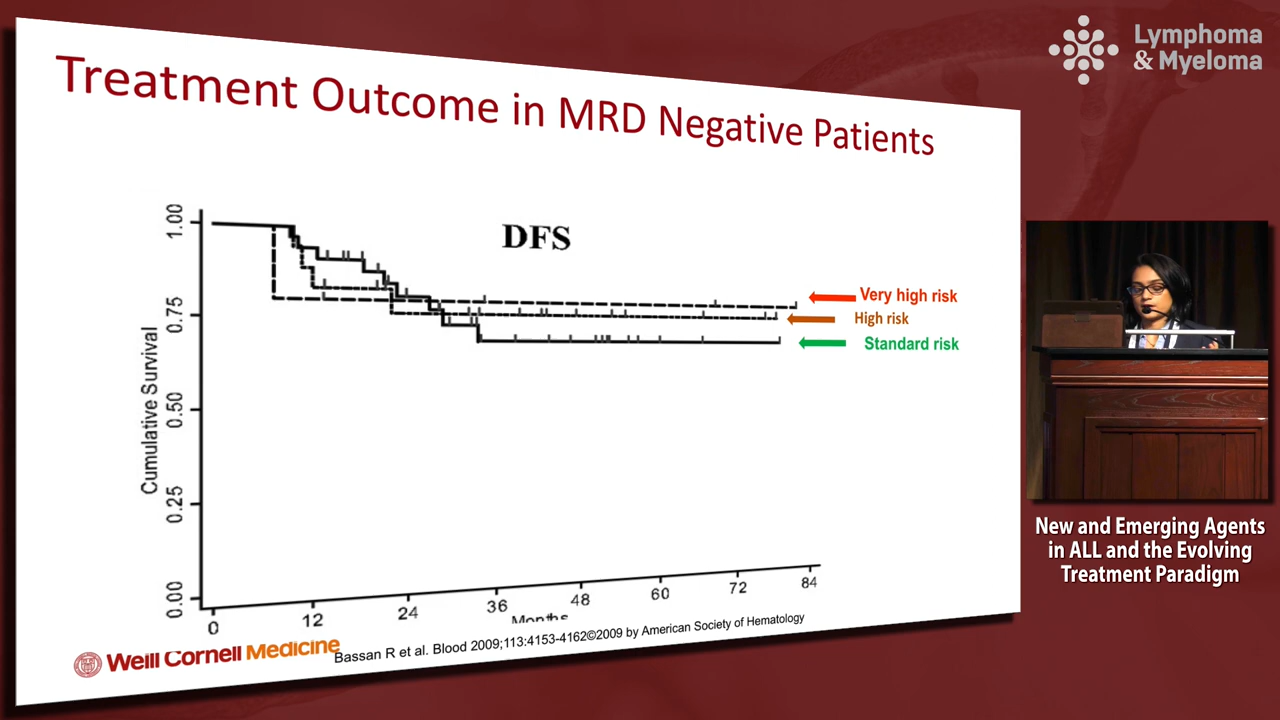 Lymphoma
& Myeloma
Treatment Outcome in MRD Negative Patients
DFS
Cumulative Survival
1.00
0.75
0.50
0.25
0.00
Very high risk
High risk
Standard risk
0 12 24 36 48 60 72 84
Months
Weill Cornell Medicine
Bassan R et al. Blood 2009;113:4153-4162©2009 by American Society of Hematology
New and Emerging Agents
in ALL and the Evolving
Treatment Paradigm